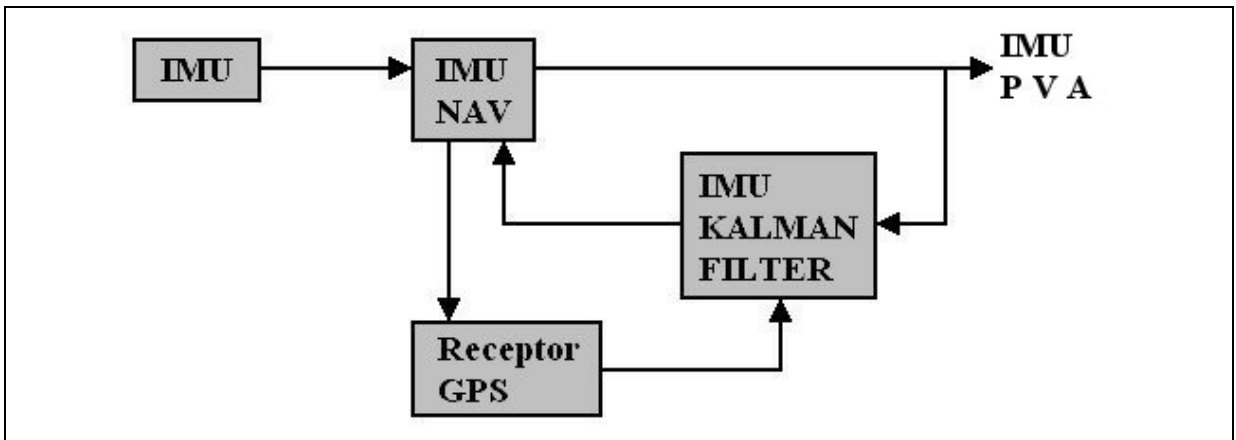 IMU
IMU
NAV
IMU
P V A
IMU
KALMAN
FILTER
Receptor
GPS